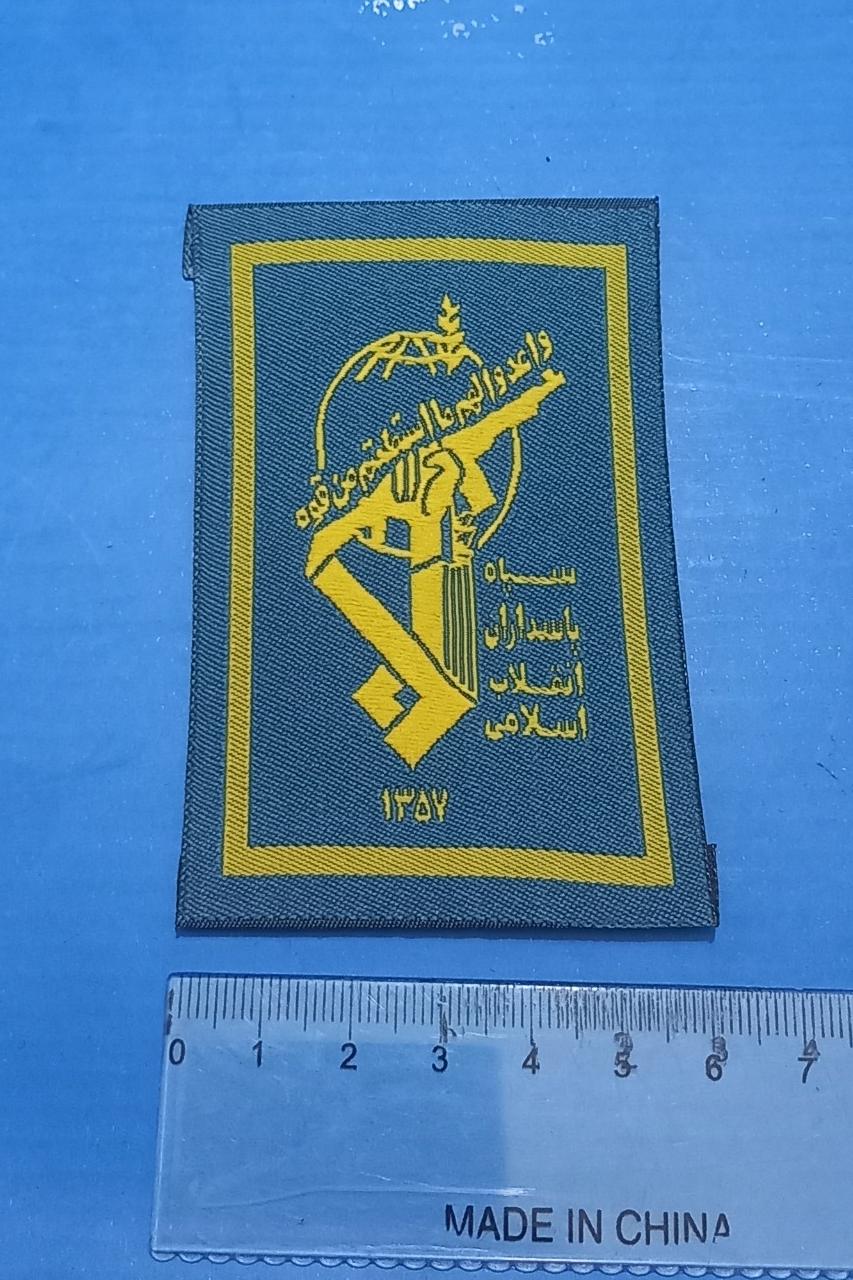 واعدوا لهم ما استطعتم من قوه
سپاه
پاسداران
انقلاب
اسلامی
۱۳۵۷
0 1 2 3 4 5 6 7
MADE IN CHINA